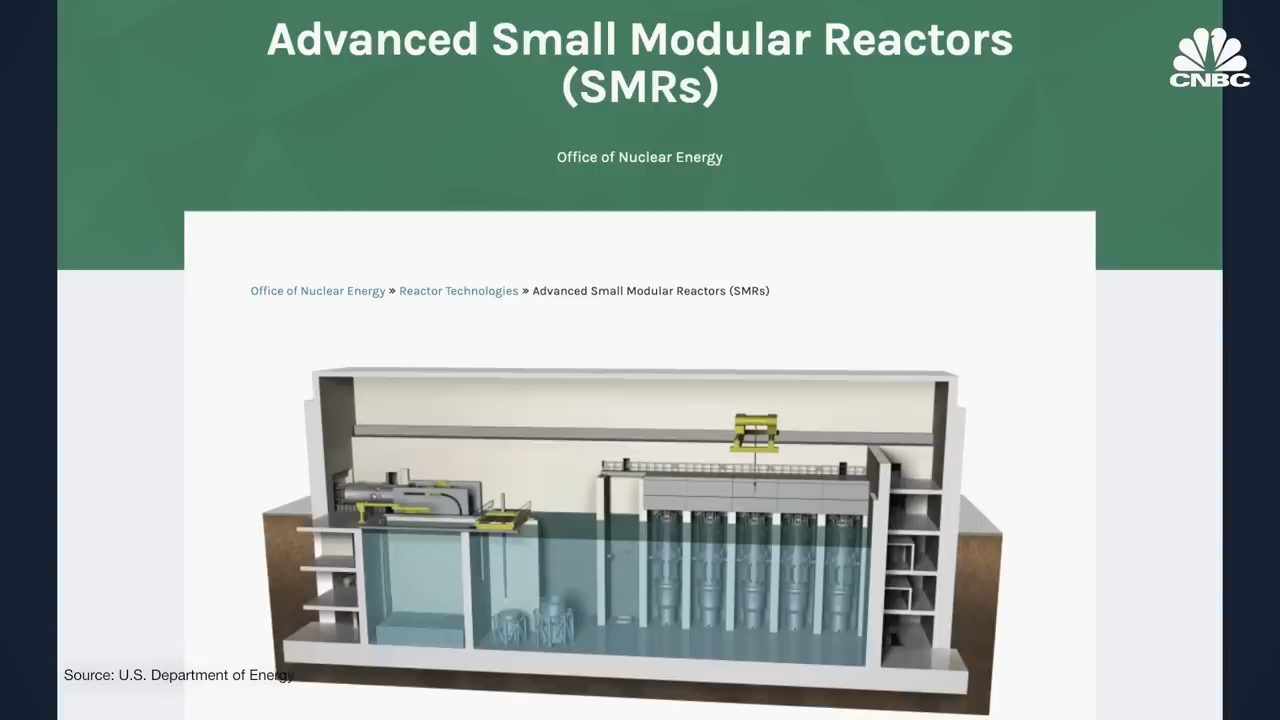 Advanced Small Modular Reactors
(SMRs)
CNBC
Office of Nuclear Energy
Office of Nuclear Energy » Reactor Technologies » Advanced Small Modular Reactors (SMRs)
Source: U.S. Department of Energy